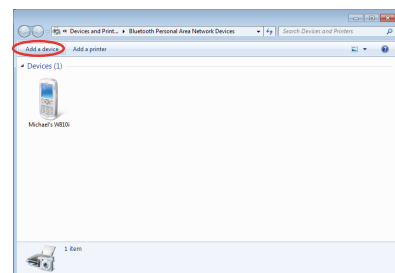 « Devices and Print... ▸ Bluetooth Personal Area Network Devices
Search Devices and Printers
Add a device
Add a printer
Devices (1)
Michael's W810i
1 item